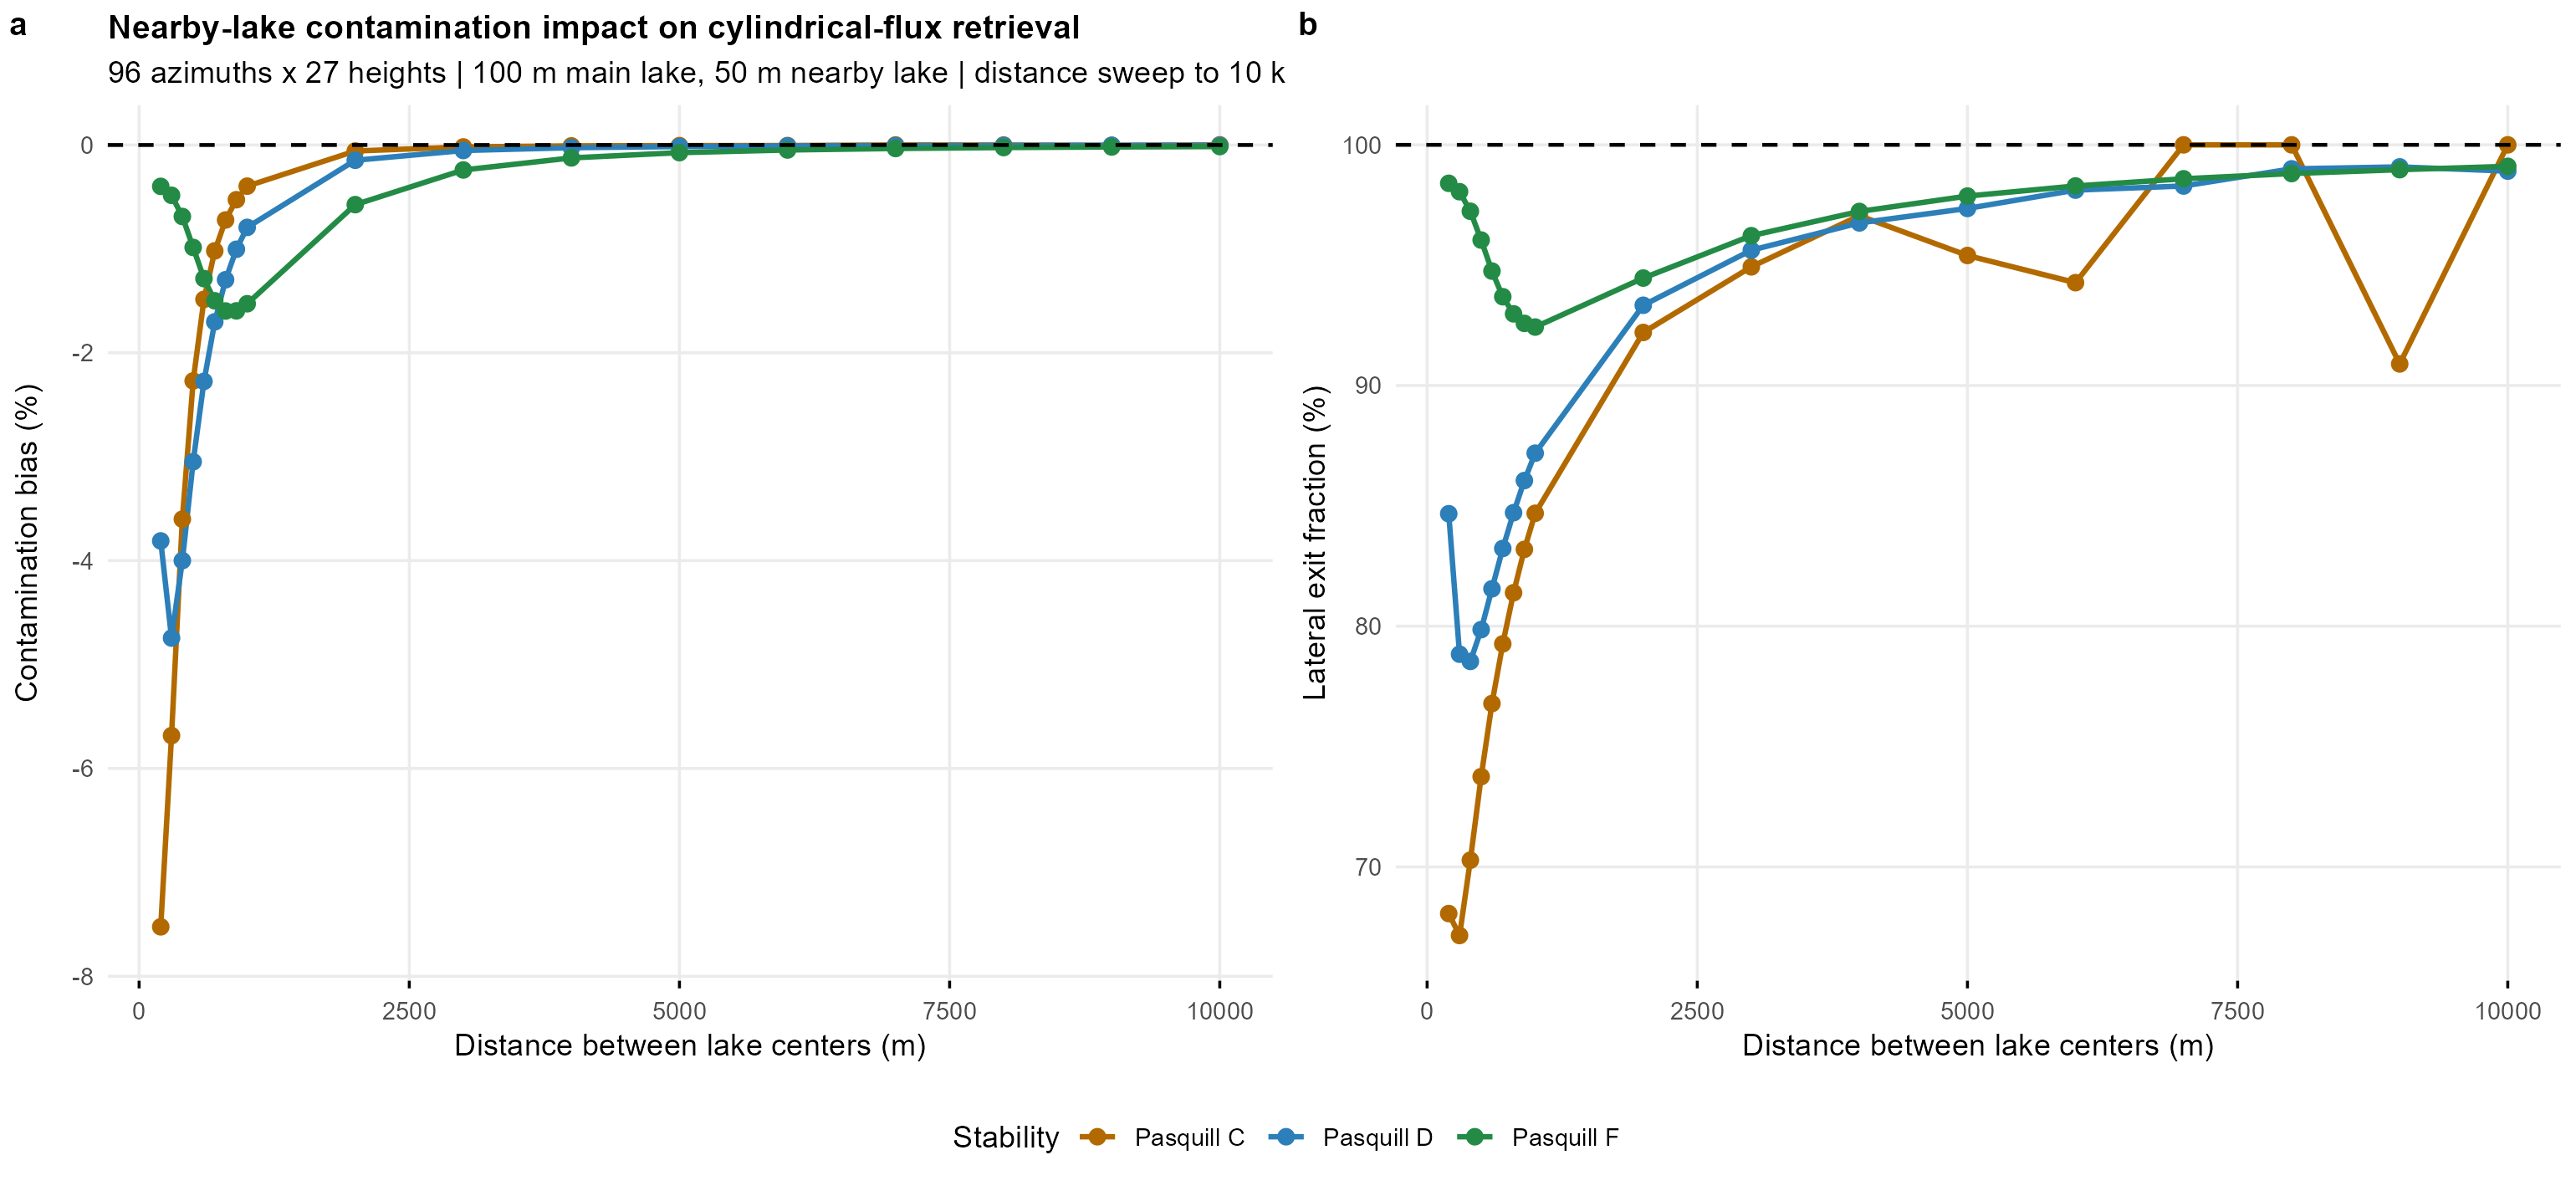 a
Nearby-lake contamination impact on cylindrical-flux retrieval
96 azimuths x 27 heights | 100 m main lake, 50 m nearby lake | distance sweep to 10 k
0
-2
-4
-6
-8
Contamination bias (%)
0
2500
5000
7500
10000
Distance between lake centers (m)
b
100
90
80
70
Lateral exit fraction (%)
0
2500
5000
7500
10000
Distance between lake centers (m)
Stability
Pasquill C
Pasquill D
Pasquill F